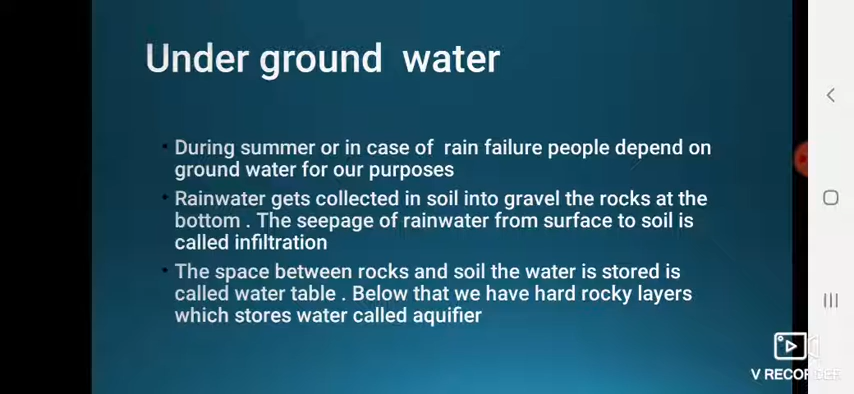 Under ground water
During summer or in case of rain failure people depend on
ground water for our purposes
Rainwater gets collected in soil into gravel the rocks at the
bottom . The seepage of rainwater from surface to soil is
called infiltration
The space between rocks and soil the water is stored is
called water table . Below that we have hard rocky layers
which stores water called aquifier
V RECORDER